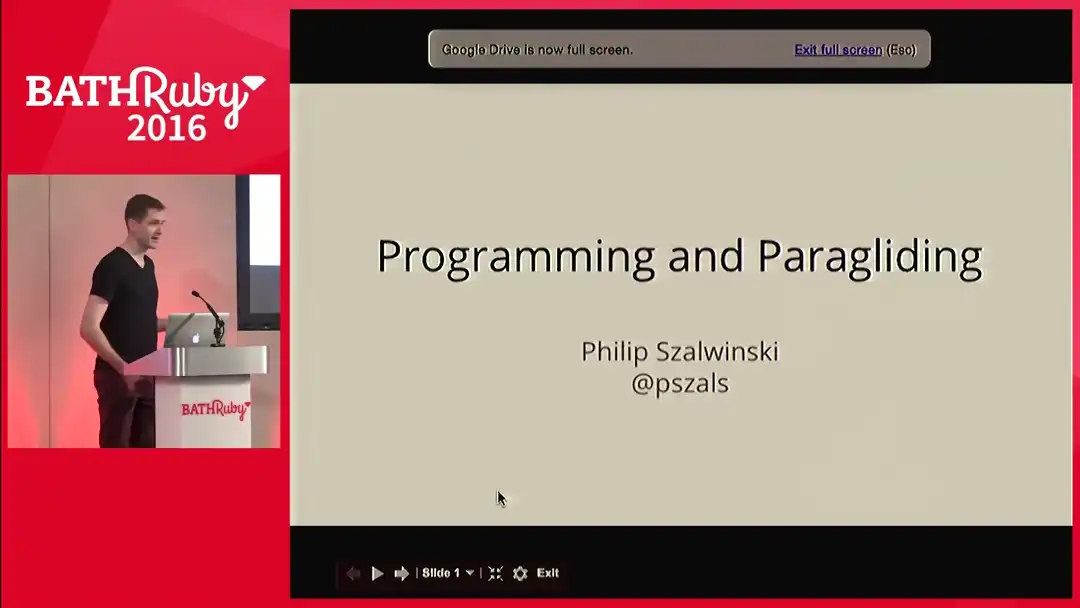 BATHRuby
2016
Google Drive is now full screen. Exit full screen (Esc)
Programming and Paragliding
Philip Szalwinski
@pszals
BATHRuby
Slide 1 Exit